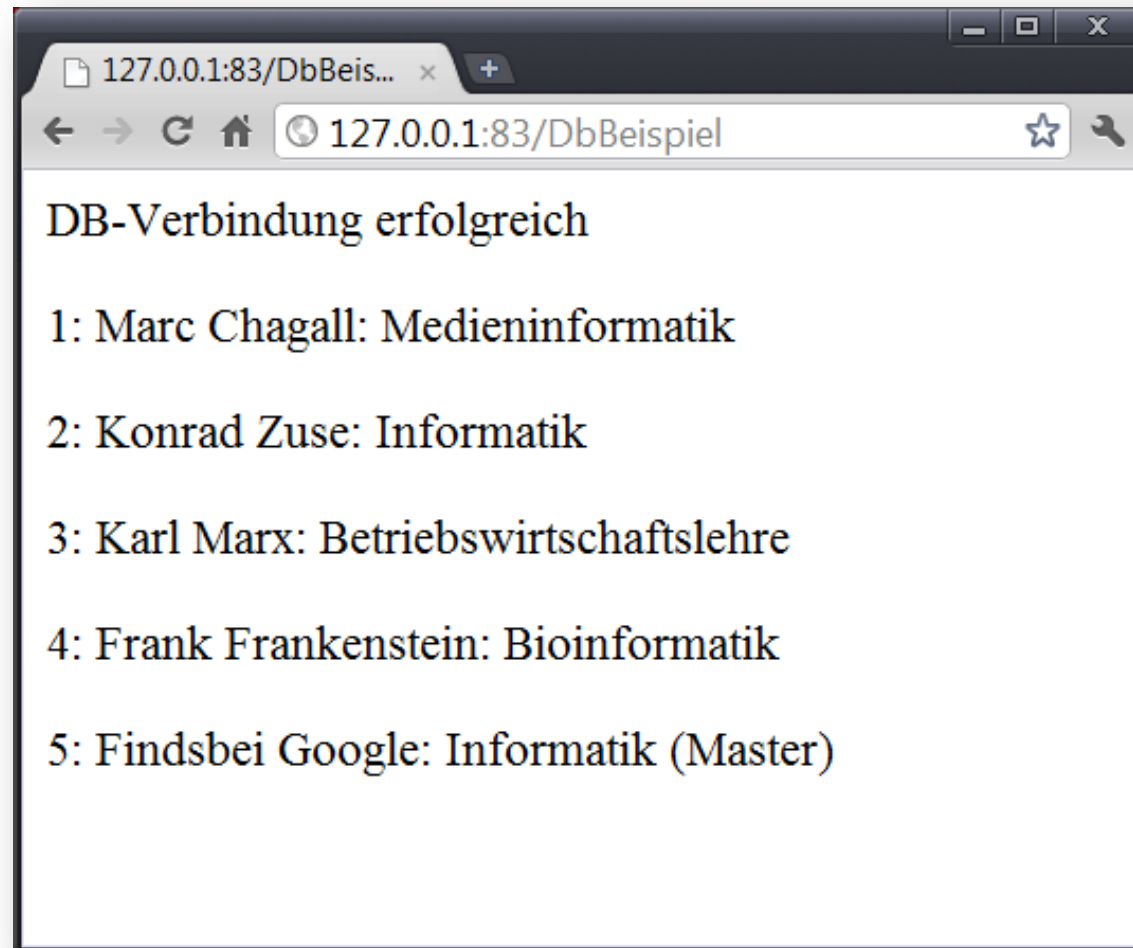 127.0.0.1:83/DbBeis...
127.0.0.1:83/DbBeispiel
DB-Verbindung erfolgreich
1: Marc Chagall: Medieninformatik
2: Konrad Zuse: Informatik
3: Karl Marx: Betriebswirtschaftslehre
4: Frank Frankenstein: Bioinformatik
5: Findsbei Google: Informatik (Master)